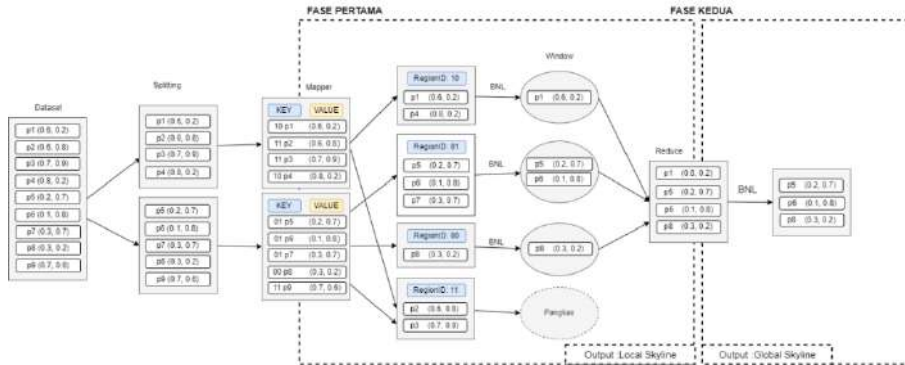 FASE PERTAMA
FASE KEDUA
Dataset
p1 (0.6, 0.2)
p2 (0.6, 0.8)
p3 (0.7, 0.9)
p4 (0.8, 0.2)
p5 (0.2, 0.7)
p6 (0.1, 0.8)
p7 (0.3, 0.7)
p8 (0.3, 0.2)
p9 (0.7, 0.6)
Splitting
p1 (0.6, 0.2)
p2 (0.6, 0.8)
p3 (0.7, 0.9)
p4 (0.8, 0.2)
p5 (0.2, 0.7)
p6 (0.1, 0.8)
p7 (0.3, 0.7)
p8 (0.3, 0.2)
p9 (0.7, 0.6)
Mapper
KEY VALUE
10 p1 (0.6, 0.2)
11 p2 (0.6, 0.8)
11 p3 (0.7, 0.9)
10 p4 (0.8, 0.2)
KEY VALUE
01 p5 (0.2, 0.7)
01 p6 (0.1, 0.8)
01 p7 (0.3, 0.7)
00 p8 (0.3, 0.2)
11 p9 (0.7, 0.6)
RegionID: 10
p1 (0.6, 0.2)
p4 (0.8, 0.2)
RegionID: 01
p5 (0.2, 0.7)
p6 (0.1, 0.8)
p7 (0.3, 0.7)
RegionID: 00
p8 (0.3, 0.2)
RegionID: 11
p2 (0.6, 0.8)
p3 (0.7, 0.9)
BNL
BNL
BNL
Window
p1 (0.6, 0.2)
p5 (0.2, 0.7)
p6 (0.1, 0.8)
p8 (0.3, 0.2)
Pangkas
Reduce
p1 (0.6, 0.2)
p5 (0.2, 0.7)
p6 (0.1, 0.8)
p8 (0.3, 0.2)
BNL
p5 (0.2, 0.7)
p6 (0.1, 0.8)
p8 (0.3, 0.2)
Output :Local Skyline
Output :Global Skyline